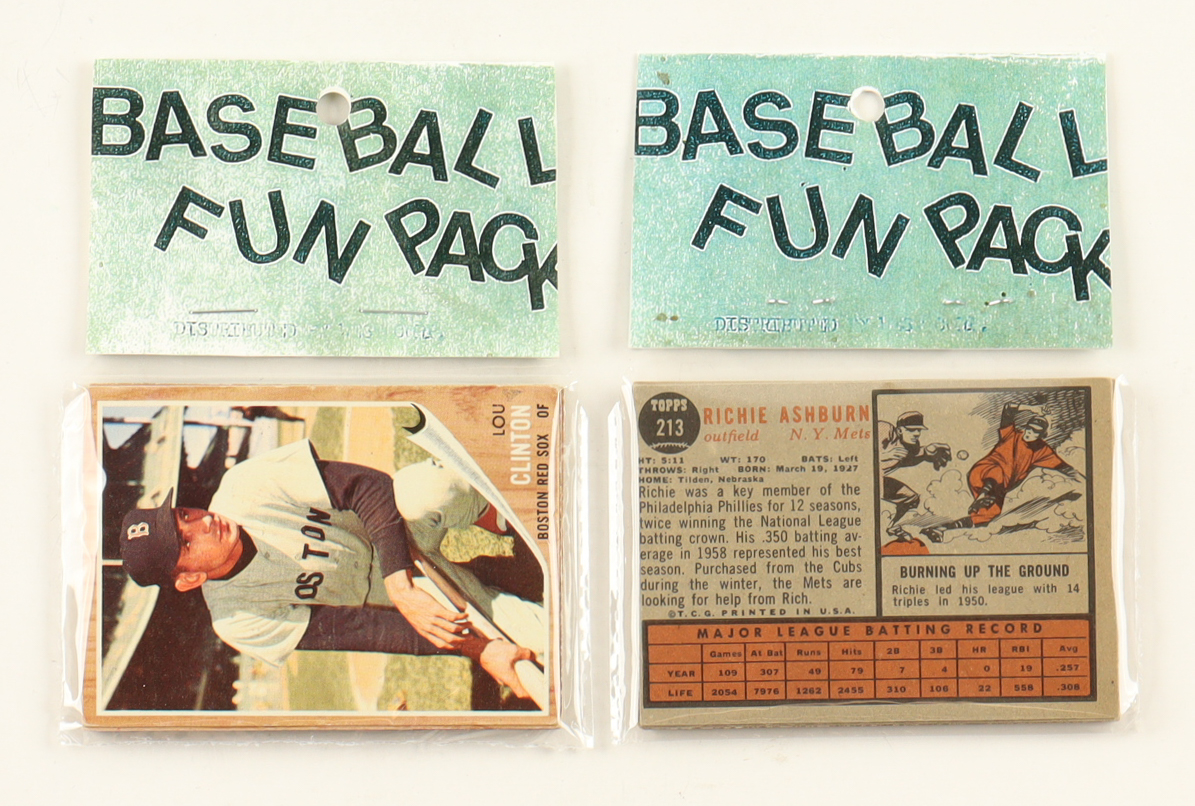 BASEBALL
FUN PACK
DISTRIBUTED
BASEBALL
FUN PACK
DISTRIBUTED
LOU
CLINTON
BOSTON RED SOX OF
B
OSTON
TOPPS
213
RICHIE ASHBURN
outfield N. Y. Mets
HT: 5:11 WT: 170 BATS: Left
THROWS: Right BORN: March 19, 1927
HOME: Tilden, Nebraska
Richie was a key member of the
Philadelphia Phillies for 12 seasons,
twice winning the National League
batting crown. His .350 batting av-
erage in 1958 represented his best
season. Purchased from the Cubs
during the winter, the Mets are
looking for help from Rich.
©T.C.G. PRINTED IN U.S.A.
BURNING UP THE GROUND
Richie led his league with 14
triples in 1950.
MAJOR LEAGUE BATTING RECORD
Games At Bat Runs Hits 2B 3B HR RBI Avg
YEAR 109 307 49 79 7 4 0 19 .257
LIFE 2054 7976 1262 2455 310 106 22 558 .308